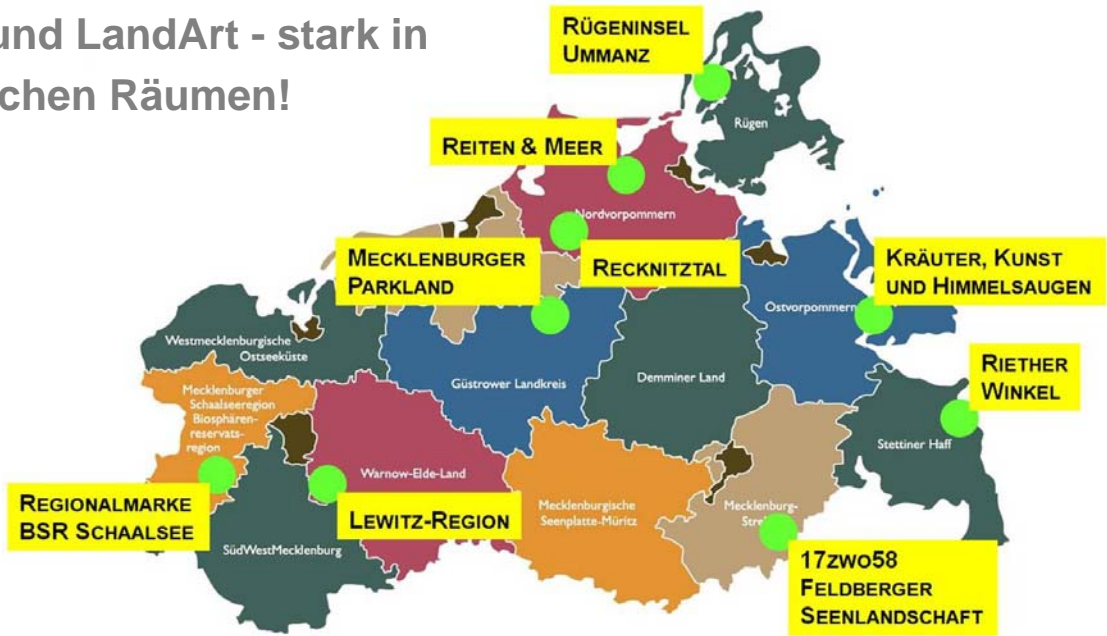 und LandArt - stark in
chen Räumen!
RÜGENINSEL
UMMANZ
Rügen
REITEN & MEER
Nordvorpommern
MECKLENBURGER
PARKLAND
RECKNITZTAL
KRÄUTER, KUNST
UND HIMMELSAUGEN
Ostvorpommern
Westmecklenburgische
Ostseeküste
Güstrower Landkreis
Demminer Land
RIETHER
WINKEL
Mecklenburger
Schaalseeregion
Biosphären-
reservats-
region
Stettiner Haff
Warnow-Elde-Land
REGIONALMARKE
BSR SCHAALSEE
LEWITZ-REGION
Mecklenburgische
Seenplatte-Müritz
Mecklenburg-
Strel
SüdWestMecklenburg
17ZWO58
FELDBERGER
SEENLANDSCHAFT